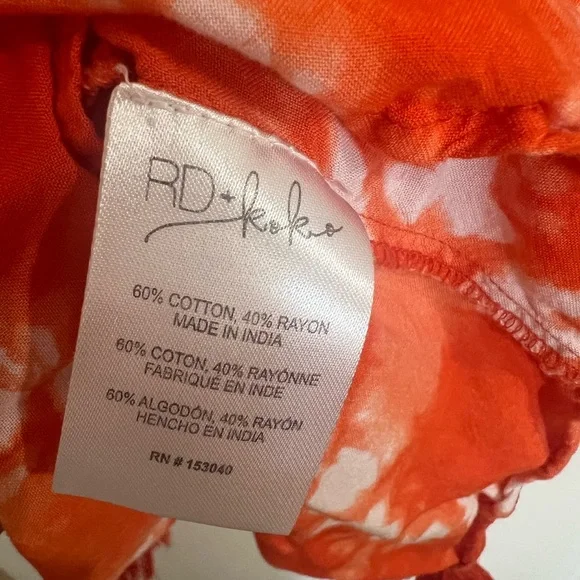 RD+koko
60% COTTON, 40% RAYON
MADE IN INDIA
60% COTON, 40% RAYONNE
FABRIQUÉ EN INDE
60% ALGODÓN, 40% RAYÓN
HENCHO EN INDIA
RN # 153040